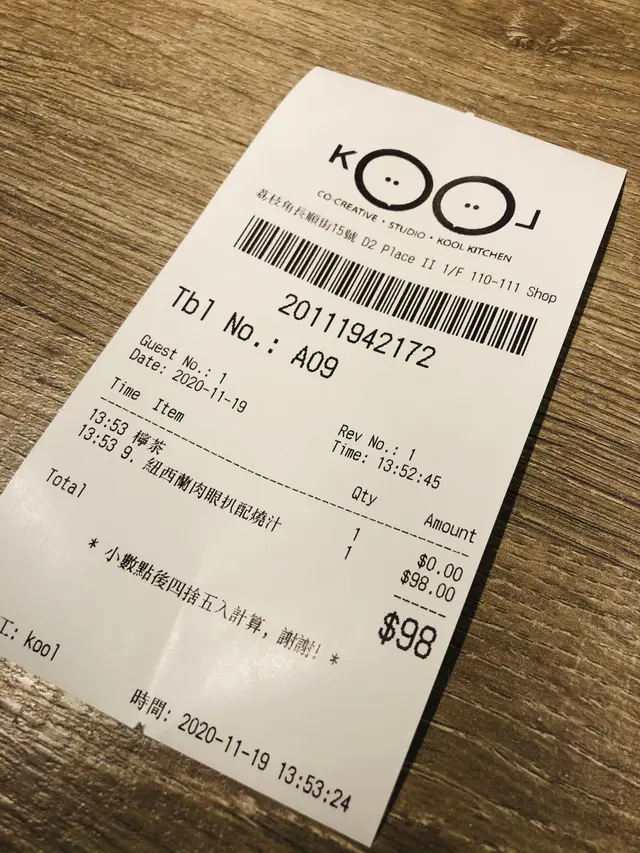 KOOL
CO-CREATIVE • STUDIO • KOOL KITCHEN
荔枝角長順街15號 D2 Place II 1/F 110-111 Shop
20111942172
Tbl No.: A09
Guest No.: 1 Rev No.: 1
Date: 2020-11-19 Time: 13:52:45
Time Item Qty Amount
13:53 檸茶 1 $0.00
13:53 9. 紐西蘭肉眼扒配燒汁 1 $98.00
Total $98
* 小數點後四捨五入計算, 謝謝! *
工: kool
時間: 2020-11-19 13:53:24